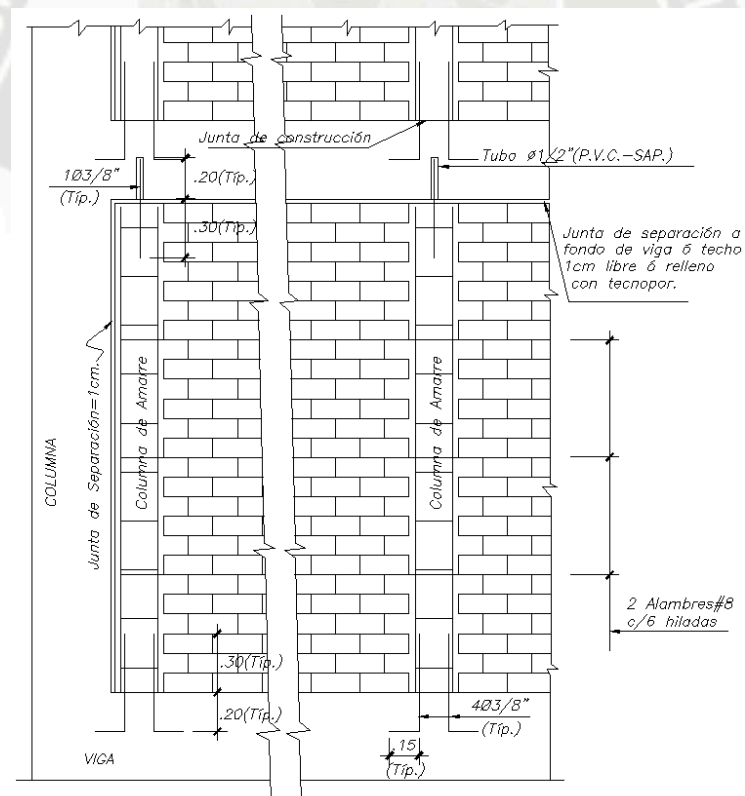 Junta de construcción
Tubo ø1/2"(P.V.C.-SAP.)
1Ø3/8"
(Típ.)
.20(Típ.)
.30(Típ.)
Junta de separación a
fondo de viga ó techo
1cm libre ó relleno
con tecnopor.
COLUMNA
Junta de Separación=1cm.
Columna de Amarre
Columna de Amarre
2 Alambres#8
c/6 hiladas
.30(Típ.)
.20(Típ.)
4Ø3/8"
(Típ.)
.15
(Típ.)
VIGA